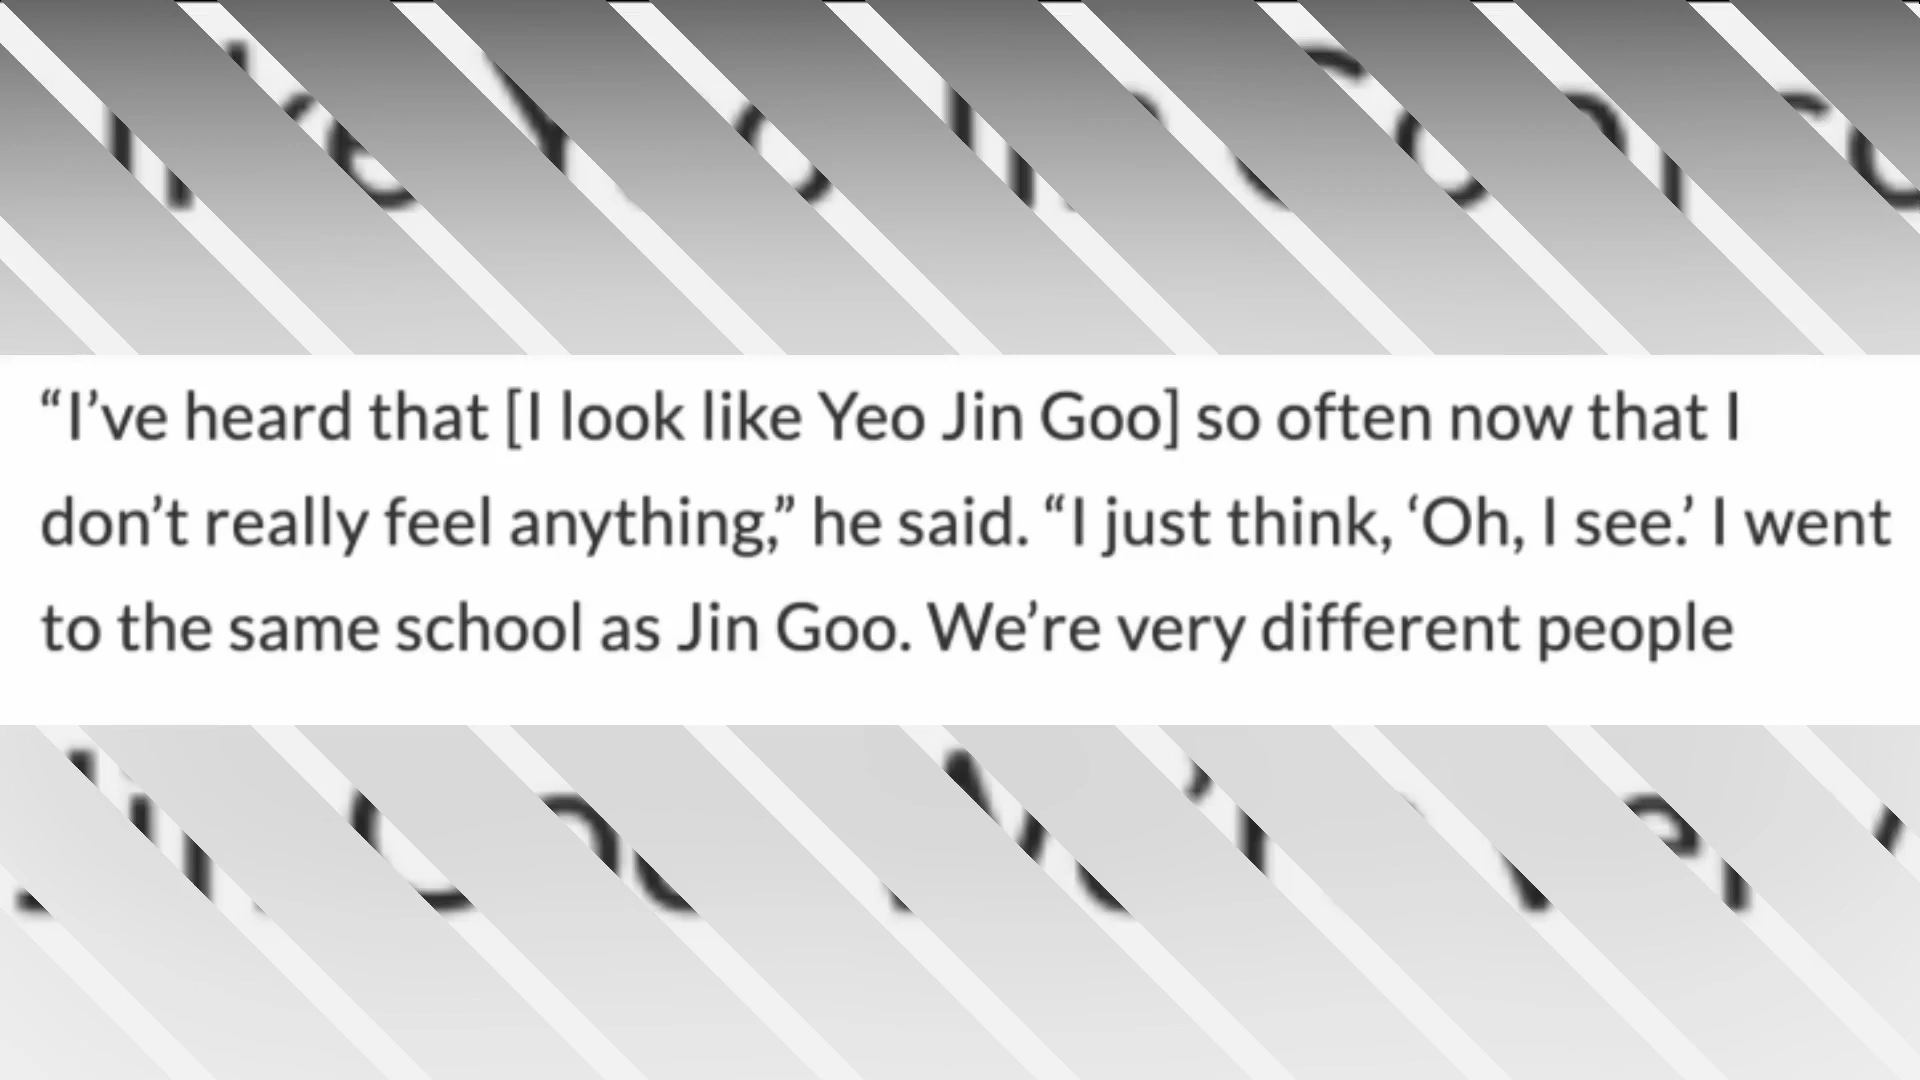 “I’ve heard that [I look like Yeo Jin Goo] so often now that I
don’t really feel anything,” he said. “I just think, ‘Oh, I see.’ I went
to the same school as Jin Goo. We’re very different people